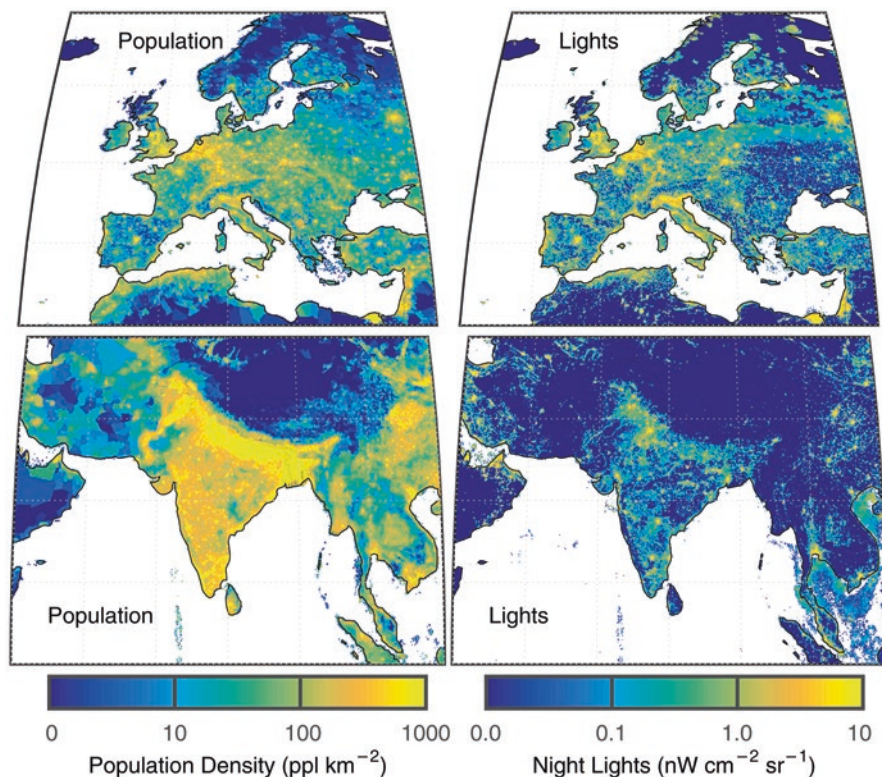 Population
Lights
Population
Lights
0 10 100 1000
0.0 0.1 1.0 10
Population Density (ppl km⁻²)
Night Lights (nW cm⁻² sr⁻¹)